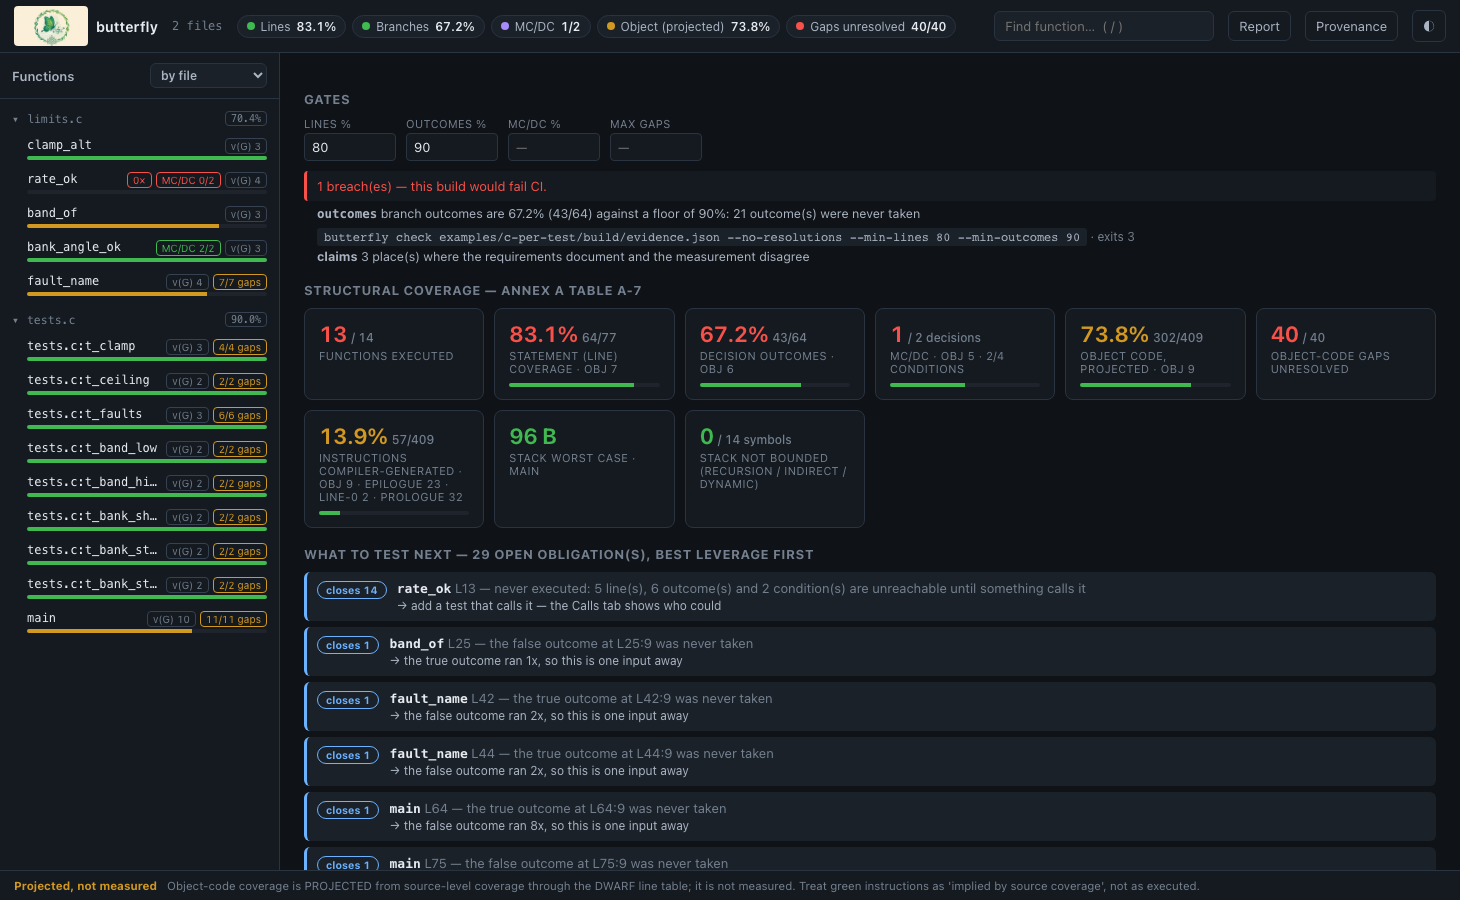 butterfly 2 files Lines 83.1% Branches 67.2% MC/DC 1/2 Object (projected) 73.8% Gaps unresolved 40/40 Find function... ( / ) Report Provenance
Functions by file
▾ limits.c 70.4%
clamp_alt v(G) 3
rate_ok 0× MC/DC 0/2 v(G) 4
band_of v(G) 3
bank_angle_ok MC/DC 2/2 v(G) 3
fault_name v(G) 4 7/7 gaps
▾ tests.c 90.0%
tests.c:t_clamp v(G) 3 4/4 gaps
tests.c:t_ceiling v(G) 2 2/2 gaps
tests.c:t_faults v(G) 3 6/6 gaps
tests.c:t_band_low v(G) 2 2/2 gaps
tests.c:t_band_hi… v(G) 2 2/2 gaps
tests.c:t_bank_sh… v(G) 2 2/2 gaps
tests.c:t_bank_st… v(G) 2 2/2 gaps
tests.c:t_bank_st… v(G) 2 2/2 gaps
main v(G) 10 11/11 gaps
GATES
LINES % OUTCOMES % MC/DC % MAX GAPS
80 90 — —
1 breach(es) — this build would fail CI.
outcomes branch outcomes are 67.2% (43/64) against a floor of 90%: 21 outcome(s) were never taken
butterfly check examples/c-per-test/build/evidence.json --no-resolutions --min-lines 80 --min-outcomes 90 · exits 3
claims 3 place(s) where the requirements document and the measurement disagree
STRUCTURAL COVERAGE — ANNEX A TABLE A-7
13 / 14
FUNCTIONS EXECUTED
83.1% 64/77
STATEMENT (LINE)
COVERAGE · OBJ 7
67.2% 43/64
DECISION OUTCOMES ·
OBJ 6
1 / 2 decisions
MC/DC · OBJ 5 · 2/4
CONDITIONS
73.8% 302/409
OBJECT CODE,
PROJECTED · OBJ 9
40 / 40
OBJECT-CODE GAPS
UNRESOLVED
13.9% 57/409
INSTRUCTIONS
COMPILER-GENERATED ·
OBJ 9 · EPILOGUE 23 ·
LINE-0 2 · PROLOGUE 32
96 B
STACK WORST CASE ·
MAIN
0 / 14 symbols
STACK NOT BOUNDED
(RECURSION / INDIRECT /
DYNAMIC)
WHAT TO TEST NEXT — 29 OPEN OBLIGATION(S), BEST LEVERAGE FIRST
closes 14 rate_ok L13 — never executed: 5 line(s), 6 outcome(s) and 2 condition(s) are unreachable until something calls it
→ add a test that calls it — the Calls tab shows who could
closes 1 band_of L25 — the false outcome at L25:9 was never taken
→ the true outcome ran 1x, so this is one input away
closes 1 fault_name L42 — the true outcome at L42:9 was never taken
→ the false outcome ran 2x, so this is one input away
closes 1 fault_name L44 — the true outcome at L44:9 was never taken
→ the false outcome ran 2x, so this is one input away
closes 1 main L64 — the true outcome at L64:9 was never taken
→ the false outcome ran 8x, so this is one input away
closes 1 main L75 — the false outcome at L75:9 was never taken
Projected, not measured Object-code coverage is PROJECTED from source-level coverage through the DWARF line table; it is not measured. Treat green instructions as 'implied by source coverage', not as executed.